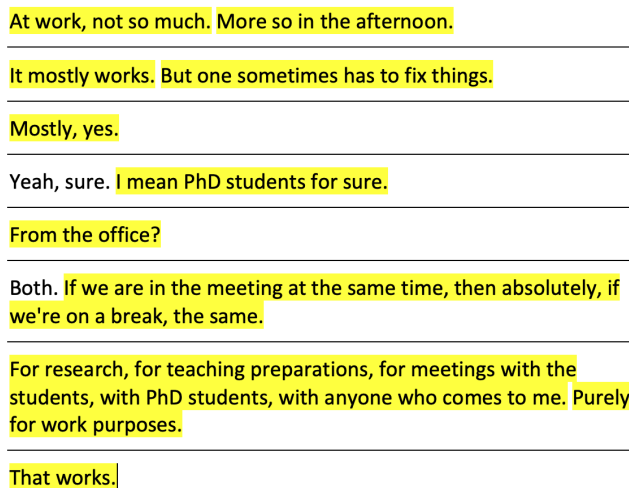 At work, not so much. More so in the afternoon.
It mostly works. But one sometimes has to fix things.
Mostly, yes.
Yeah, sure. I mean PhD students for sure.
From the office?
Both. If we are in the meeting at the same time, then absolutely, if
we're on a break, the same.
For research, for teaching preparations, for meetings with the
students, with PhD students, with anyone who comes to me. Purely
for work purposes.
That works.